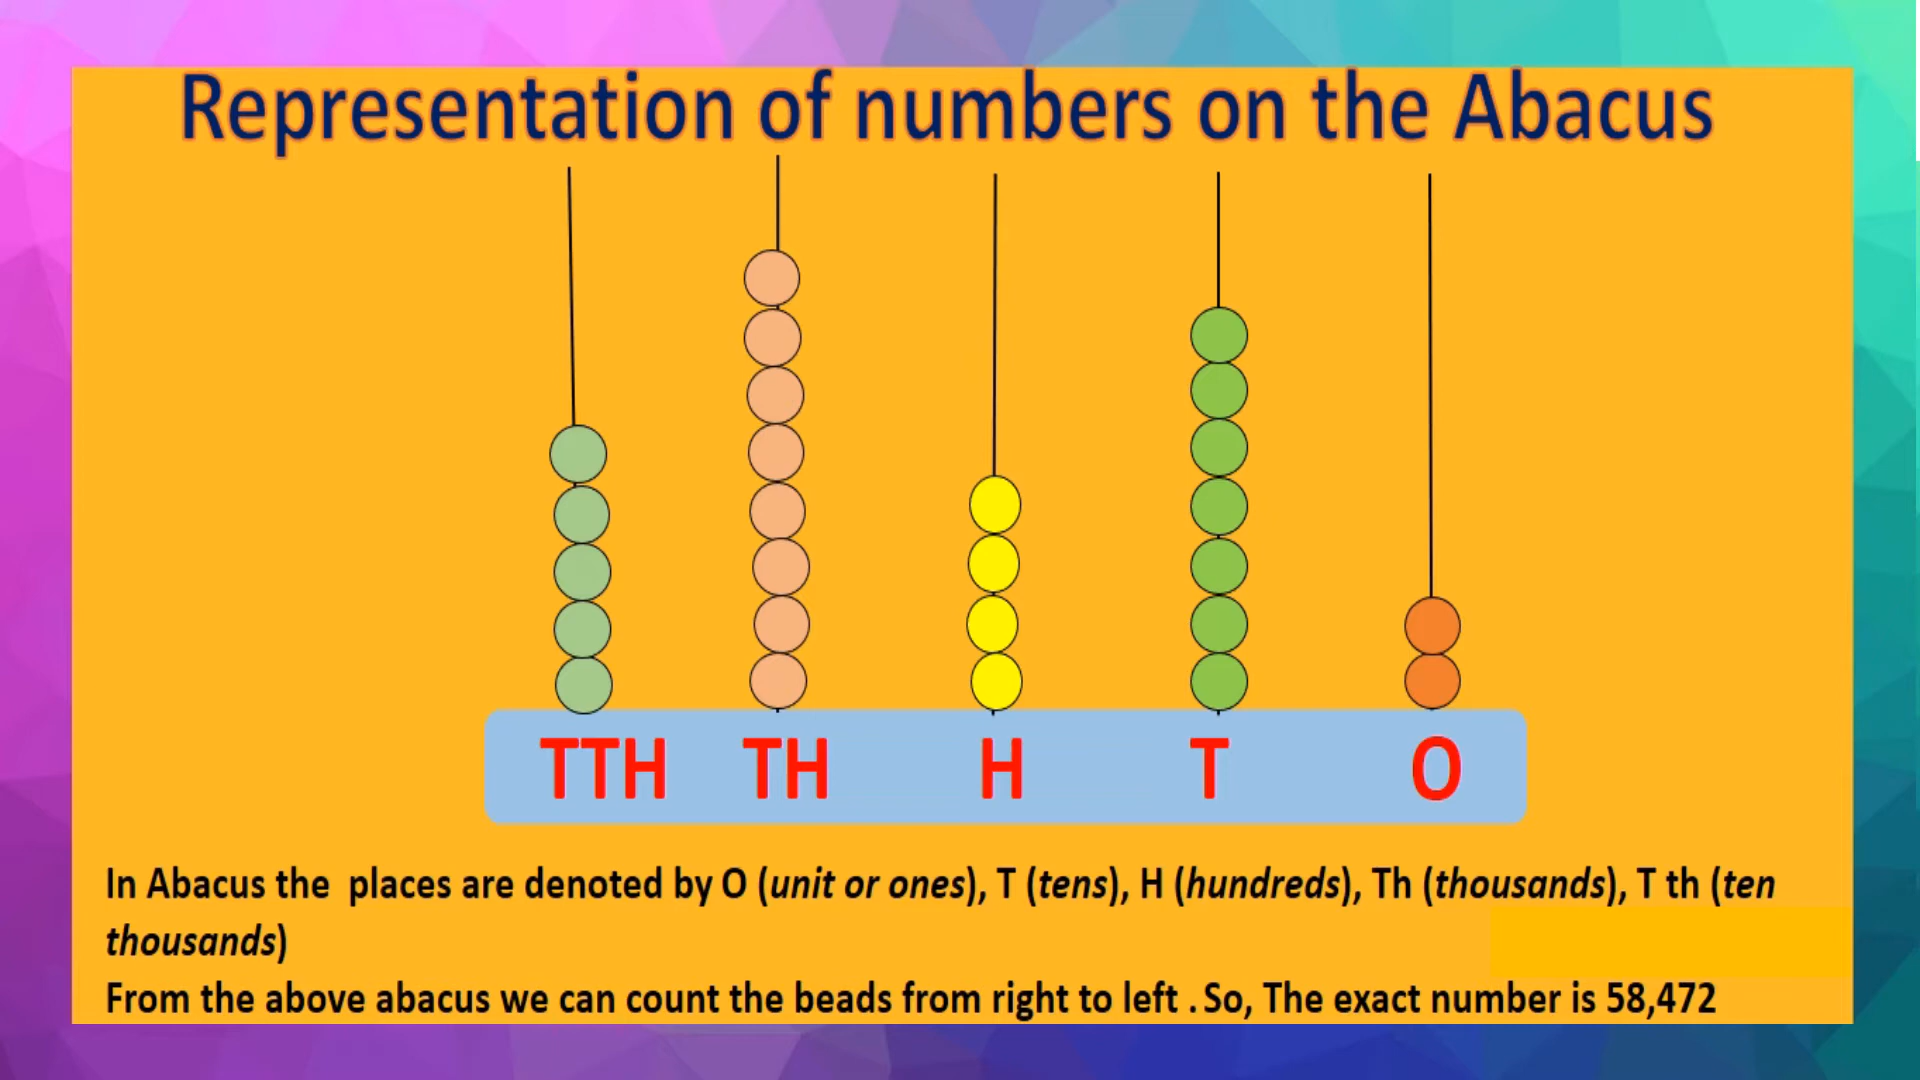 Representation of numbers on the Abacus
TTH TH H T O
In Abacus the places are denoted by O (unit or ones), T (tens), H (hundreds), Th (thousands), T th (ten
thousands)
From the above abacus we can count the beads from right to left . So, The exact number is 58,472